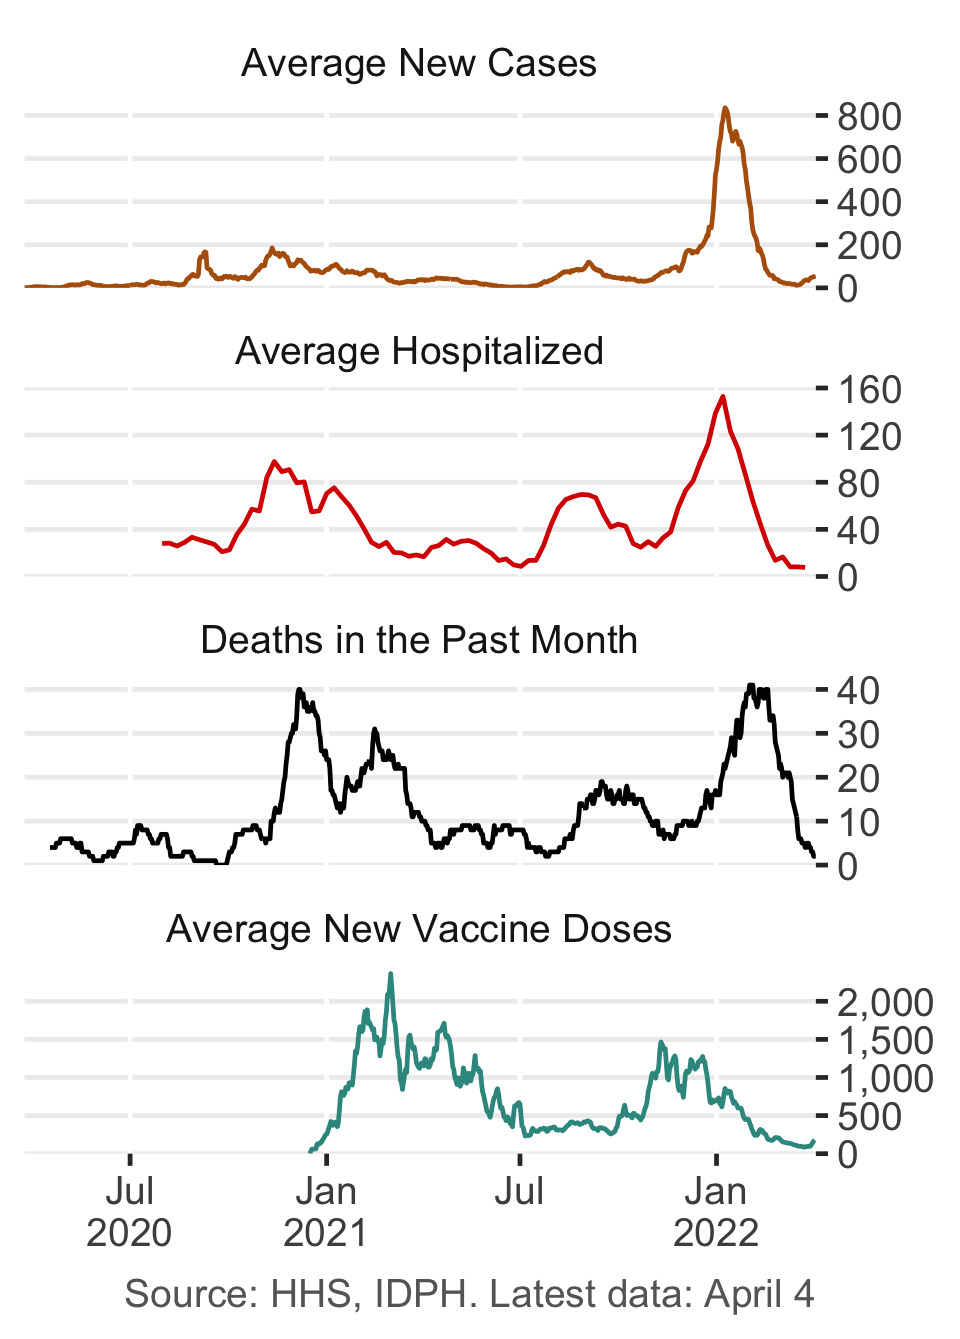 Average New Cases
800
600
400
200
0
Average Hospitalized
160
120
80
40
0
Deaths in the Past Month
40
30
20
10
0
Average New Vaccine Doses
2,000
1,500
1,000
500
0
Jul Jan Jul Jan
2020 2021 2022
Source: HHS, IDPH. Latest data: April 4